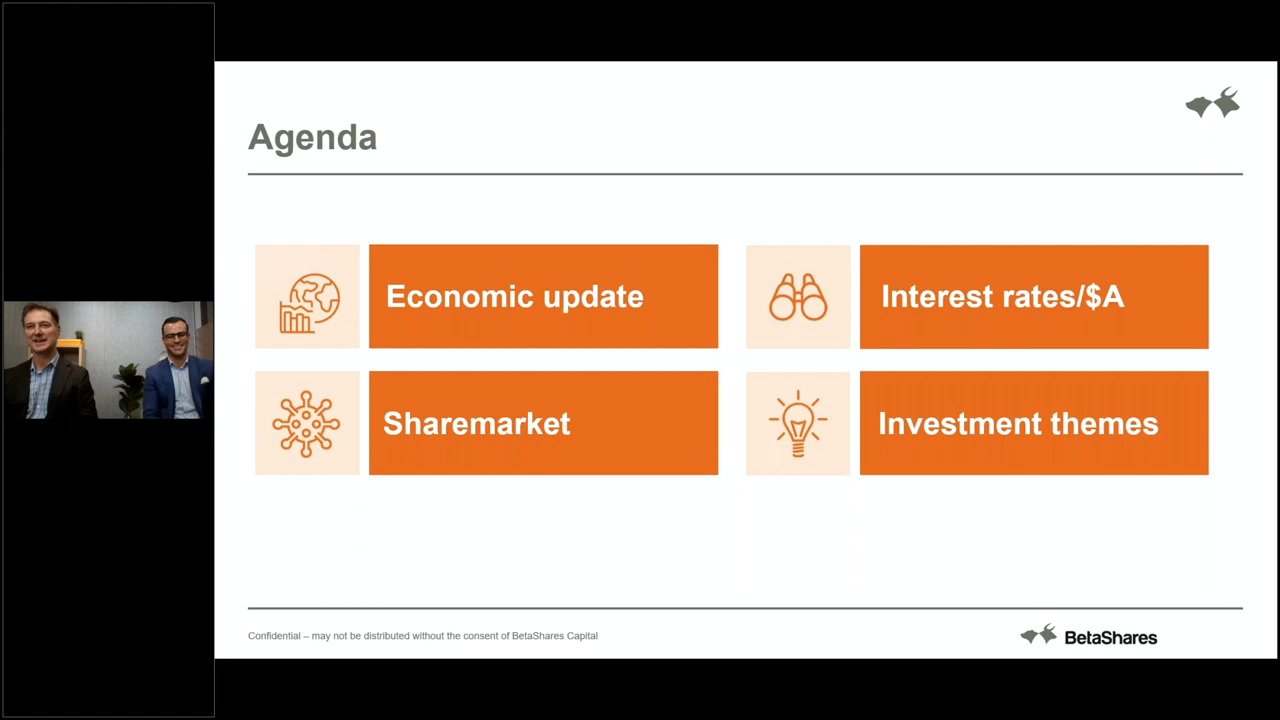 Agenda
Economic update
Interest rates/$A
Sharemarket
Investment themes
Confidential – may not be distributed without the consent of BetaShares Capital
BetaShares